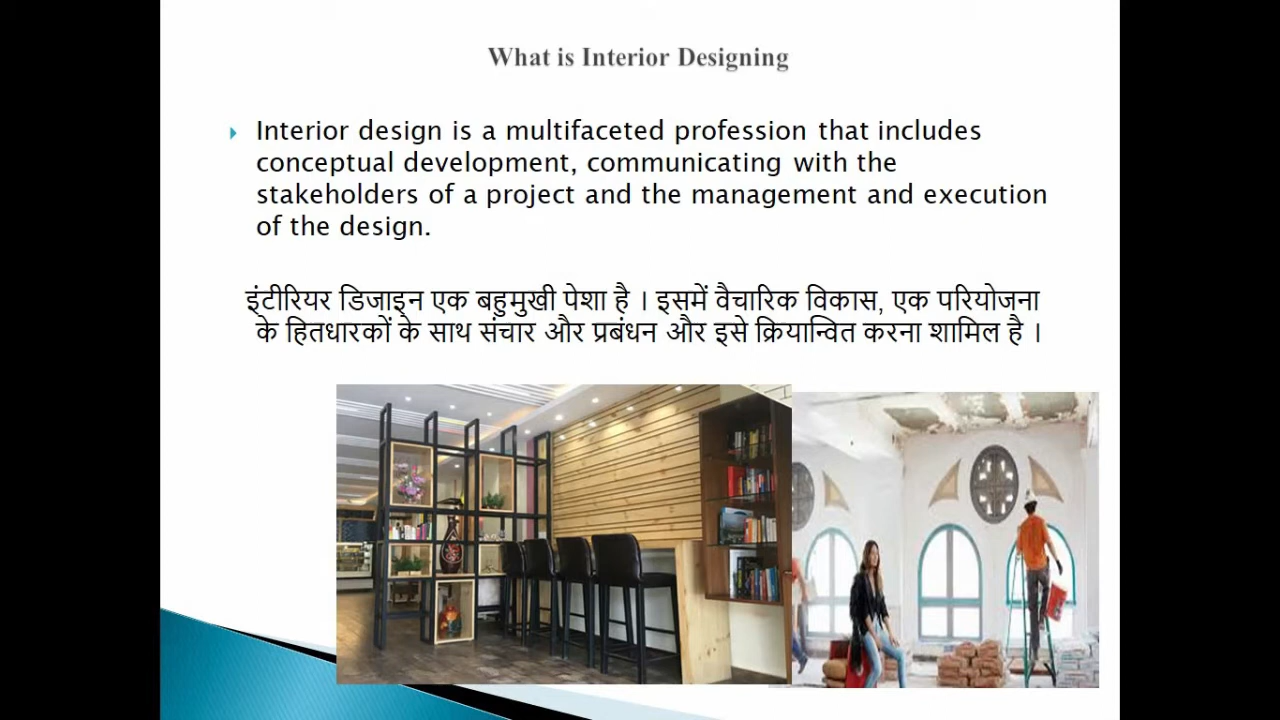 What is Interior Designing
Interior design is a multifaceted profession that includes
conceptual development, communicating with the
stakeholders of a project and the management and execution
of the design.
इंटीरियर डिजाइन एक बहुमुखी पेशा है । इसमें वैचारिक विकास, एक परियोजना
के हितधारकों के साथ संचार और प्रबंधन और इसे क्रियान्वित करना शामिल है ।